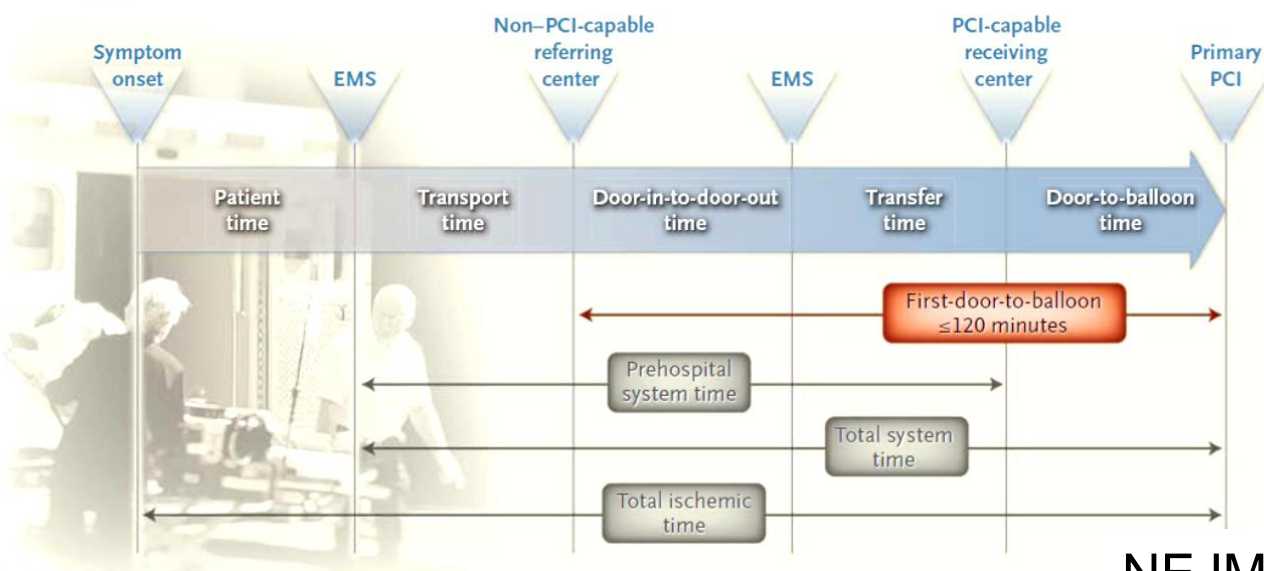 Symptom
onset
EMS
Non–PCI-capable
referring
center
EMS
PCI-capable
receiving
center
Primary
PCI
Patient
time
Transport
time
Door-in-to-door-out
time
Transfer
time
Door-to-balloon
time
First-door-to-balloon
≤120 minutes
Prehospital
system time
Total system
time
Total ischemic
time